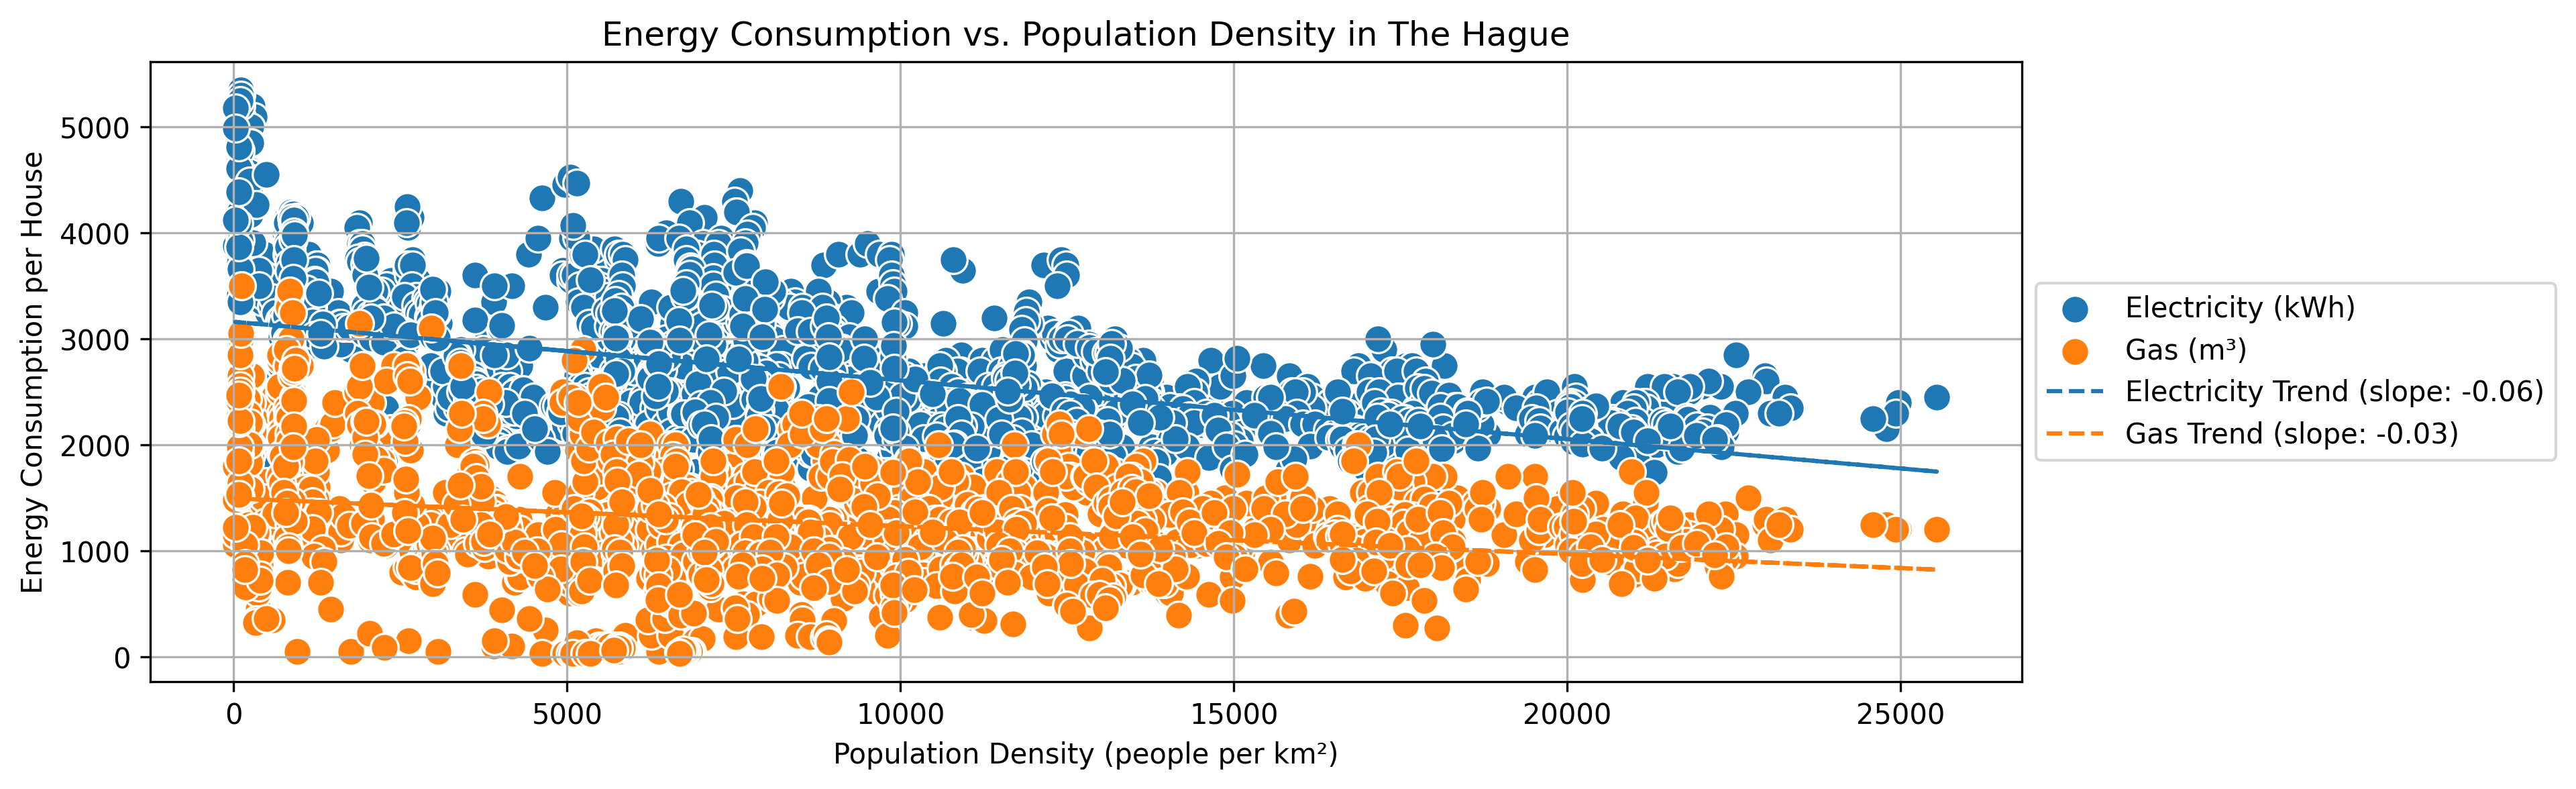 Energy Consumption vs. Population Density in The Hague
Energy Consumption per House
5000
4000
3000
2000
1000
0
0
5000
10000
15000
20000
25000
Population Density (people per km²)
Electricity (kWh)
Gas (m³)
Electricity Trend (slope: -0.06)
Gas Trend (slope: -0.03)